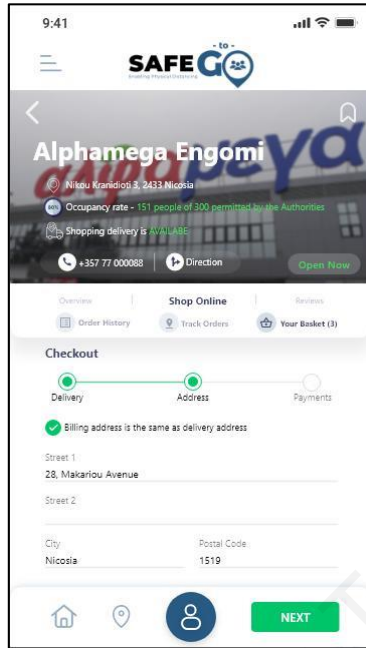 9:41
- to -
SAFE GO
Enabling Physical Distancing
Alphamega Engomi
Nikou Kranidioti 3, 2433 Nicosia
Occupancy rate - 151 people of 300 permitted by the Authorities
Shopping delivery is AVAILABE
+357 77 000088
Direction
Open Now
Overview
Shop Online
Reviews
Order History
Track Orders
Your Basket (3)
Checkout
Delivery
Address
Payments
Billing address is the same as delivery address
Street 1
28, Makariou Avenue
Street 2
City
Postal Code
Nicosia
1519
NEXT